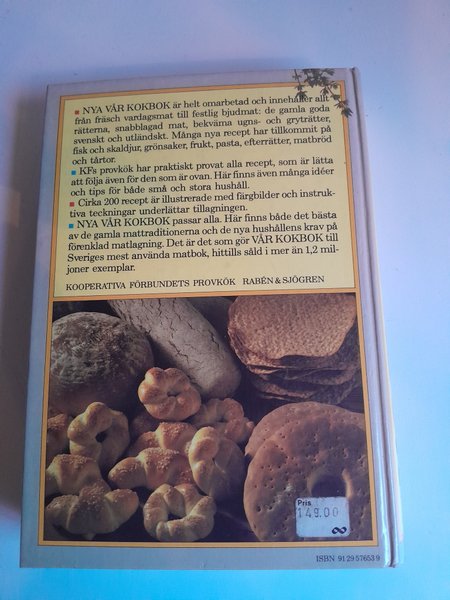 ▪ NYA VÅR KOKBOK är helt omarbetad och innehåller allt
från fräsch vardagsmat till festlig bjudmat: de gamla goda
rätterna, snabblagad mat, bekväma ugns- och gryträtter,
svenskt och utländskt. Många nya recept har tillkommit på
fisk och skaldjur, grönsaker, frukt, pasta, efterrätter, matbröd
och tårtor.
▪ KFs provkök har praktiskt provat alla recept, som är lätta
att följa även för den som är ovan. Här finns även många idéer
och tips för både små och stora hushåll.
▪ Cirka 200 recept är illustrerade med färgbilder och instruk-
tiva teckningar underlättar tillagningen.
▪ NYA VÅR KOKBOK passar alla. Här finns både det bästa
av de gamla mattraditionerna och de nya hushållens krav på
förenklad matlagning. Det är det som gör VÅR KOKBOK till
Sveriges mest använda matbok, hittills såld i mer än 1,2 mil-
joner exemplar.
KOOPERATIVA FÖRBUNDETS PROVKÖK RABÉN & SJÖGREN
Pris
149.00
ISBN 91 29 57653 9